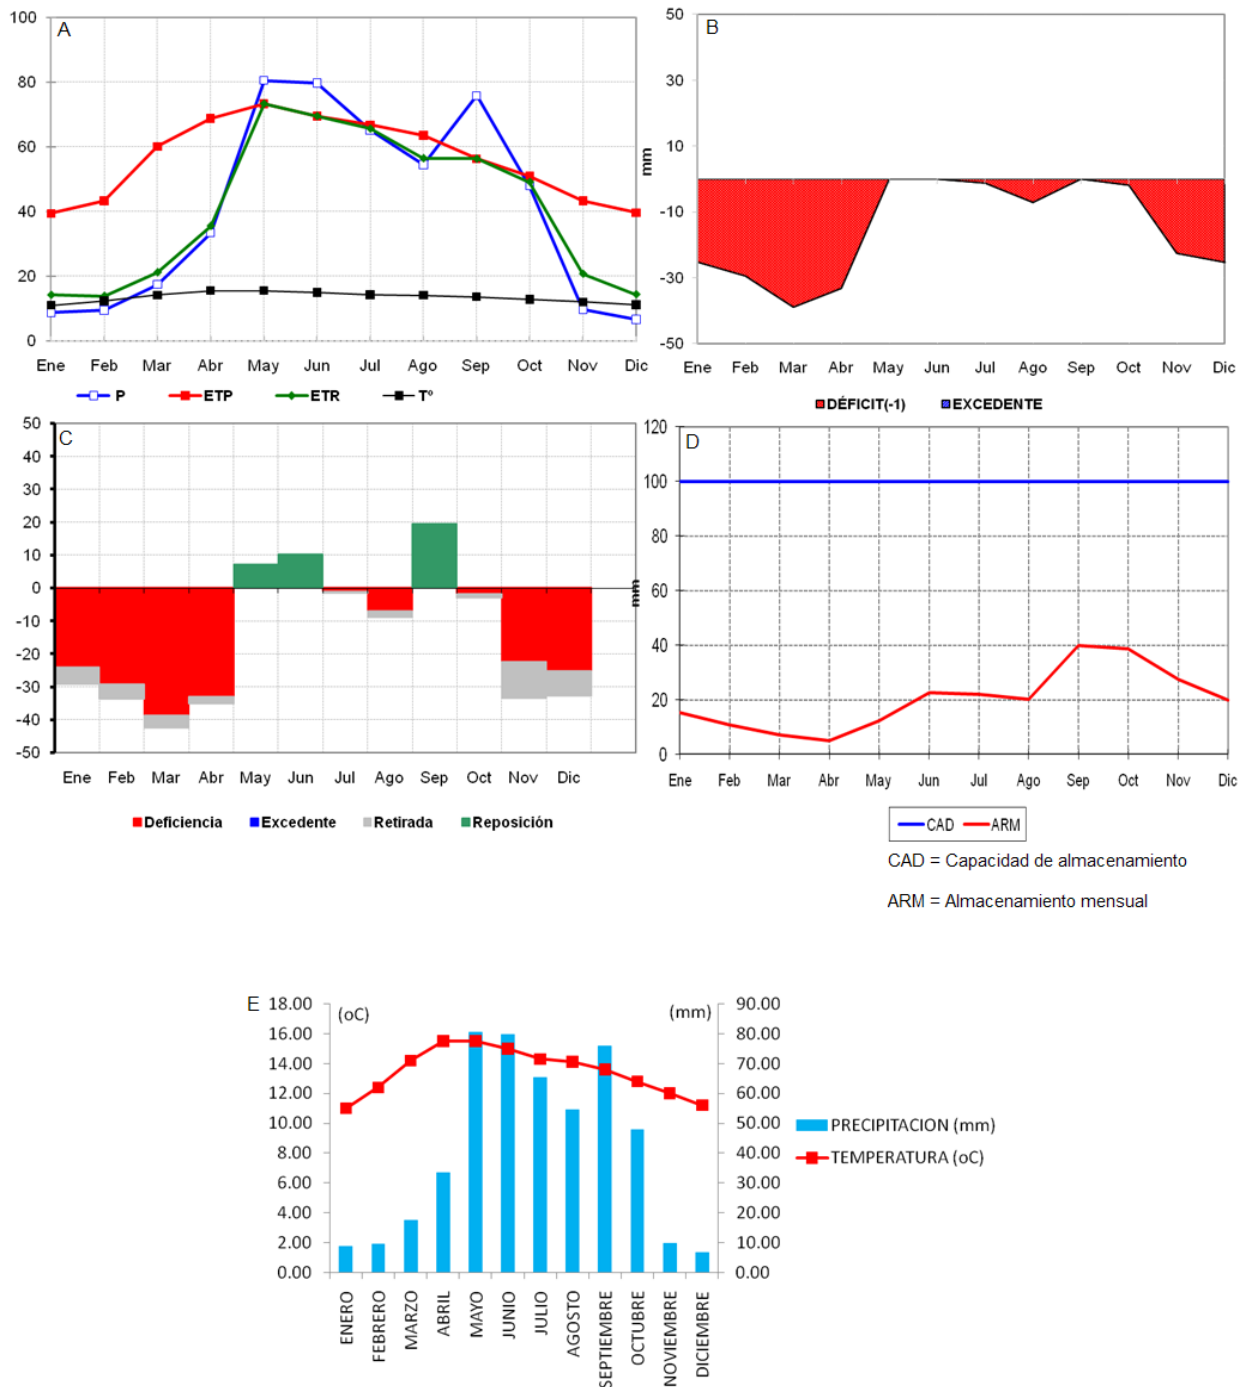 A
100
80
60
40
20
0
Ene Feb Mar Abr May Jun Jul Ago Sep Oct Nov Dic
P ETP ETR Tº
B
50
30
10
-10
-30
-50
mm
Ene Feb Mar Abr May Jun Jul Ago Sep Oct Nov Dic
DÉFICIT(-1) EXCEDENTE
C
50
40
30
20
10
0
-10
-20
-30
-40
-50
Ene Feb Mar Abr May Jun Jul Ago Sep Oct Nov Dic
Deficiencia Excedente Retirada Reposición
D
120
100
80
60
40
20
0
mm
Ene Feb Mar Abr May Jun Jul Ago Sep Oct Nov Dic
CAD ARM
CAD = Capacidad de almacenamiento
ARM = Almacenamiento mensual
E
(oC)
(mm)
18.00
16.00
14.00
12.00
10.00
8.00
6.00
4.00
2.00
0.00
90.00
80.00
70.00
60.00
50.00
40.00
30.00
20.00
10.00
0.00
ENERO
FEBRERO
MARZO
ABRIL
MAYO
JUNIO
JULIO
AGOSTO
SEPTIEMBRE
OCTUBRE
NOVIEMBRE
DICIEMBRE
PRECIPITACION (mm)
TEMPERATURA (oC)